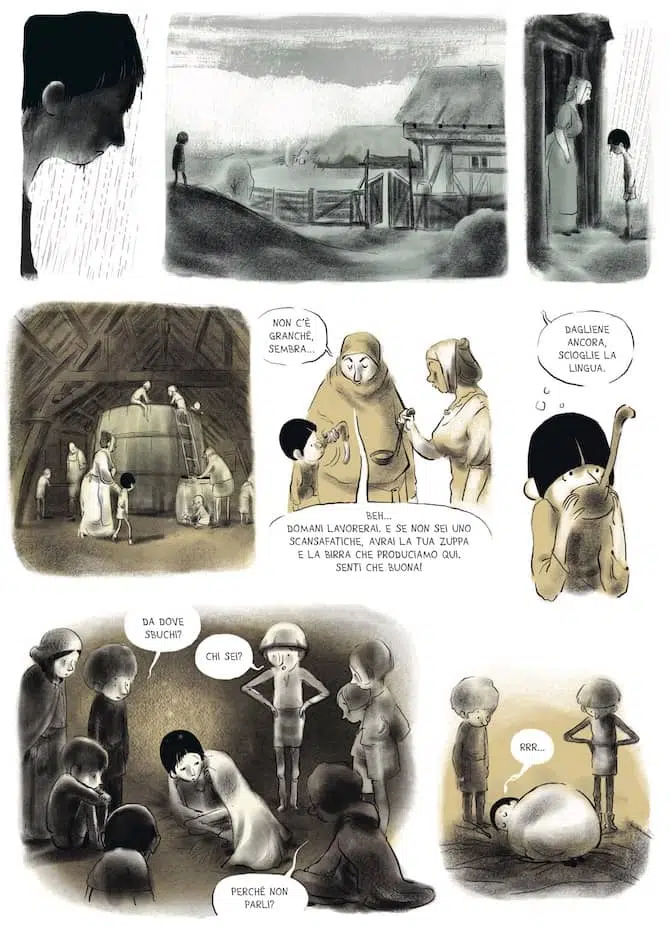 NON C'È
GRANCHÉ,
SEMBRA...
BEH...
DOMANI LAVORERAI. E SE NON SEI UNO
SCANSAFATICHE, AVRAI LA TUA ZUPPA
E LA BIRRA CHE PRODUCIAMO QUI.
SENTI CHE BUONA!
DAGLIENE
ANCORA,
SCIOGLIE LA
LINGUA.
DA DOVE
SBUCHI?
CHI SEI?
PERCHÉ NON
PARLI?
RRR...